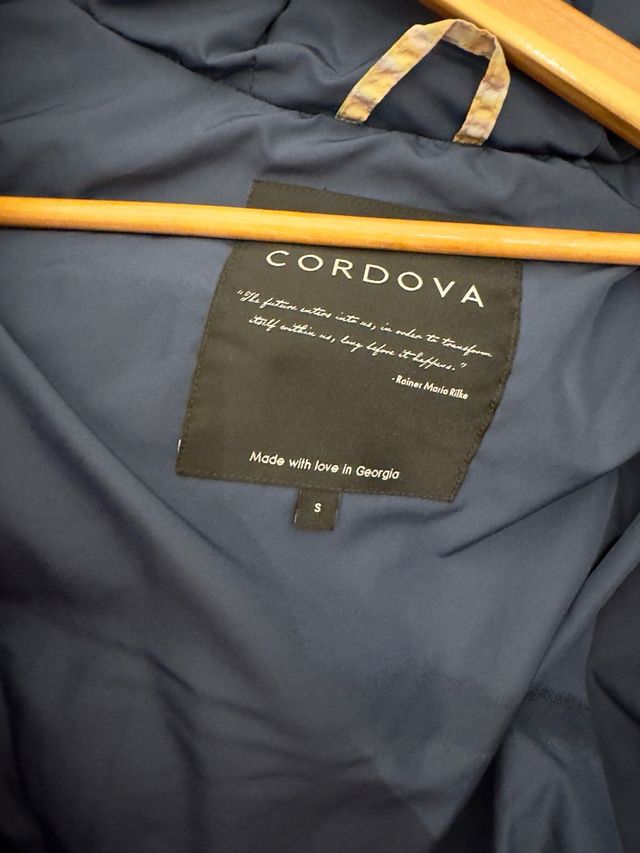 CORDOVA
"The future enters into us, in order to transform
itself within us, long before it happens."
-Rainer Maria Rilke
Made with love in Georgia
S